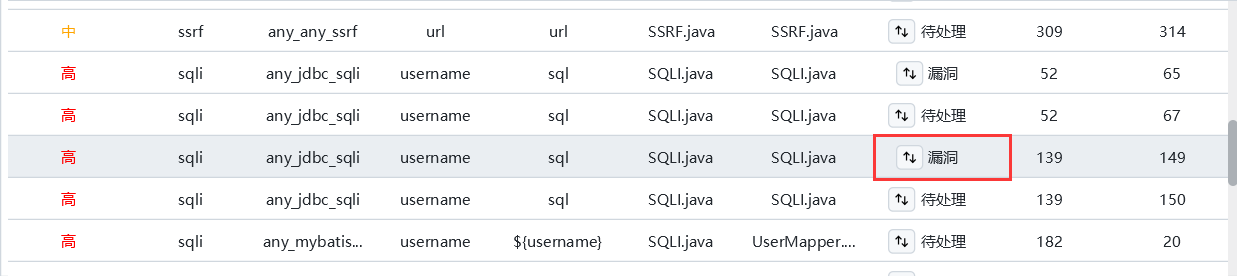 中 ssrf any_any_ssrf url url SSRF.java SSRF.java 待处理 309 314
高 sqli any_jdbc_sqli username sql SQLI.java SQLI.java 漏洞 52 65
高 sqli any_jdbc_sqli username sql SQLI.java SQLI.java 待处理 52 67
高 sqli any_jdbc_sqli username sql SQLI.java SQLI.java 漏洞 139 149
高 sqli any_jdbc_sqli username sql SQLI.java SQLI.java 待处理 139 150
高 sqli any_mybatis... username ${username} SQLI.java UserMapper.... 待处理 182 20